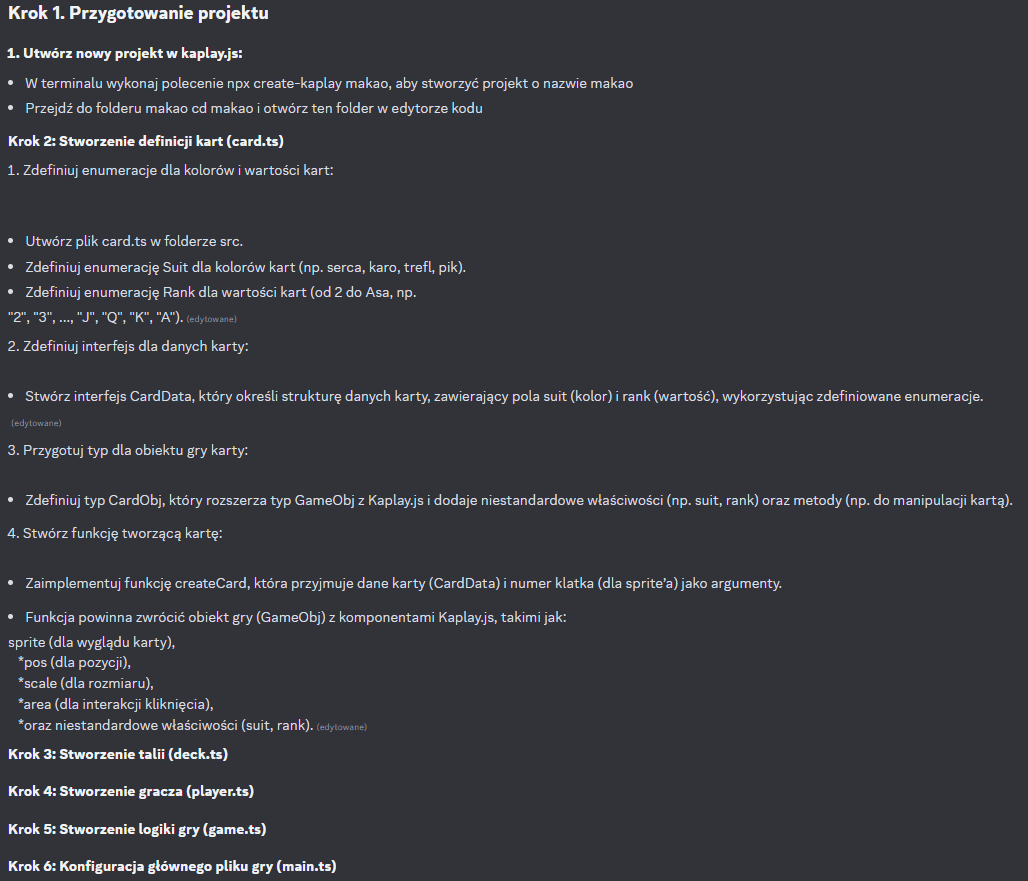 Krok 1. Przygotowanie projektu
1. Utwórz nowy projekt w kaplay.js:
• W terminalu wykonaj polecenie npx create-kaplay makao, aby stworzyć projekt o nazwie makao
• Przejdź do folderu makao cd makao i otwórz ten folder w edytorze kodu
Krok 2: Stworzenie definicji kart (card.ts)
1. Zdefiniuj enumeracje dla kolorów i wartości kart:
• Utwórz plik card.ts w folderze src.
• Zdefiniuj enumerację Suit dla kolorów kart (np. serca, karo, trefl, pik).
• Zdefiniuj enumerację Rank dla wartości kart (od 2 do Asa, np.
"2", "3", ..., "J", "Q", "K", "A"). (edytowane)
2. Zdefiniuj interfejs dla danych karty:
• Stwórz interfejs CardData, który określi strukturę danych karty, zawierający pola suit (kolor) i rank (wartość), wykorzystując zdefiniowane enumeracje.
(edytowane)
3. Przygotuj typ dla obiektu gry karty:
• Zdefiniuj typ CardObj, który rozszerza typ GameObj z Kaplay.js i dodaje niestandardowe właściwości (np. suit, rank) oraz metody (np. do manipulacji kartą).
4. Stwórz funkcję tworzącą kartę:
• Zaimplementuj funkcję createCard, która przyjmuje dane karty (CardData) i numer klatka (dla sprite’a) jako argumenty.
• Funkcja powinna zwrócić obiekt gry (GameObj) z komponentami Kaplay.js, takimi jak:
sprite (dla wyglądu karty),
*pos (dla pozycji),
*scale (dla rozmiaru),
*area (dla interakcji kliknięcia),
*oraz niestandardowe właściwości (suit, rank). (edytowane)
Krok 3: Stworzenie talii (deck.ts)
Krok 4: Stworzenie gracza (player.ts)
Krok 5: Stworzenie logiki gry (game.ts)
Krok 6: Konfiguracja głównego pliku gry (main.ts)